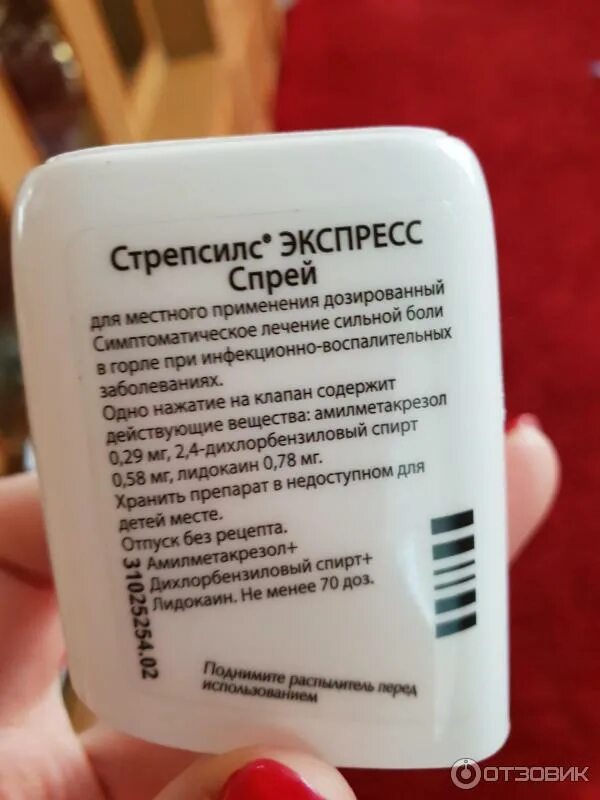 Стрепсилс® ЭКСПРЕСС
Спрей
для местного применения дозированный
Симптоматическое лечение сильной боли
в горле при инфекционно-воспалительных
заболеваниях.
Одно нажатие на клапан содержит
действующие вещества: амилметакрезол
0,29 мг, 2,4-дихлорбензиловый спирт
0,58 мг, лидокаин 0,78 мг.
Хранить препарат в недоступном для
детей месте.
Отпуск без рецепта.
Амилметакрезол+
Дихлорбензиловый спирт+
Лидокаин. Не менее 70 доз.
31025254.02
Поднимите распылитель перед
использованием
ОТЗОВИК